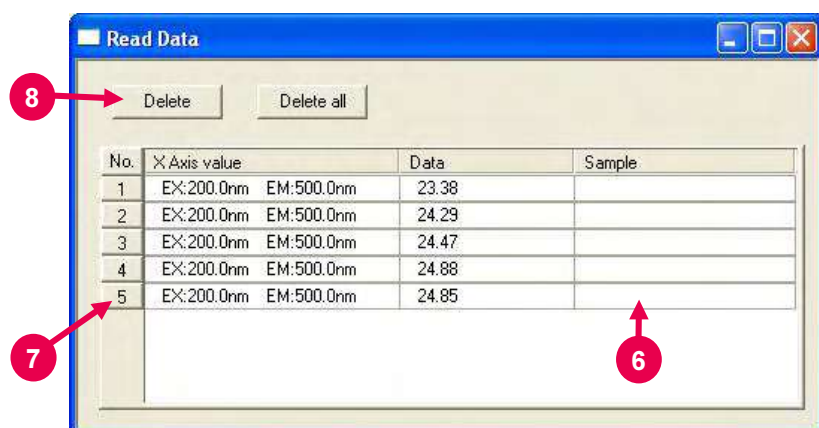 Read Data
8 Delete Delete all
No. X Axis value Data Sample
1 EX:200.0nm EM:500.0nm 23.38
2 EX:200.0nm EM:500.0nm 24.29
3 EX:200.0nm EM:500.0nm 24.47
4 EX:200.0nm EM:500.0nm 24.88
5 EX:200.0nm EM:500.0nm 24.85
7 6